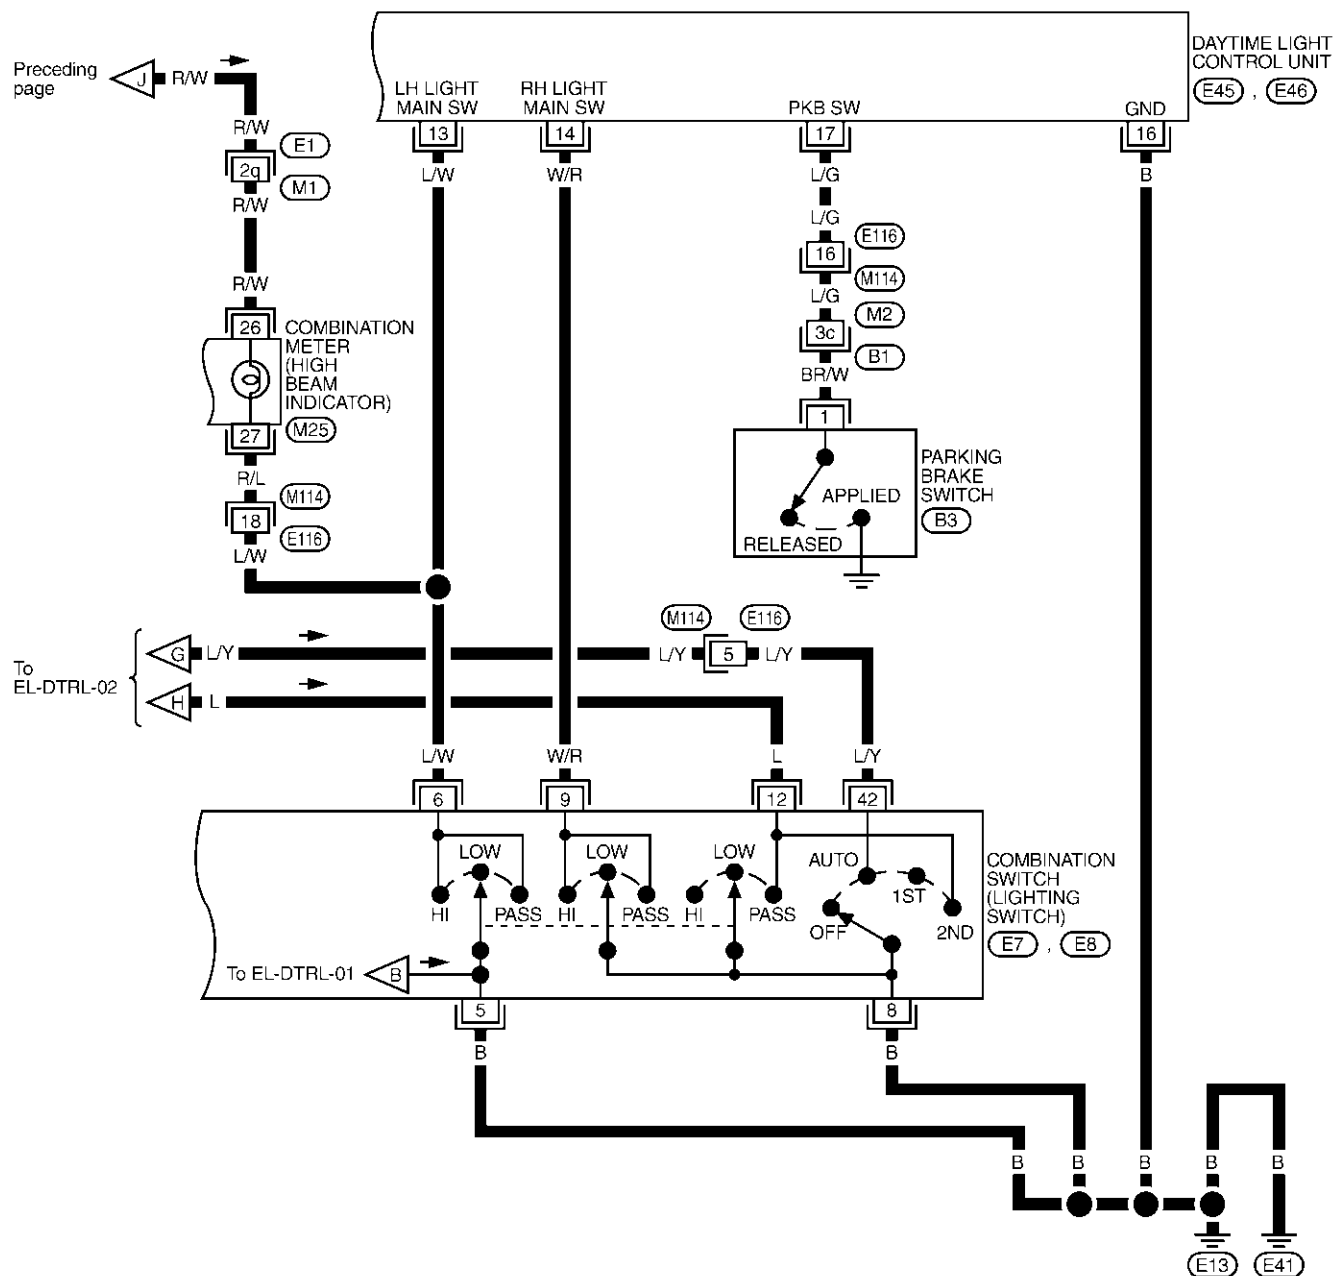 DAYTIME LIGHT
CONTROL UNIT
E45 , E46
LH LIGHT
MAIN SW
RH LIGHT
MAIN SW
PKB SW
GND
13
14
17
16
Preceding
page
J
R/W
R/W
E1
2q
M1
R/W
R/W
26
COMBINATION
METER
(HIGH
BEAM
INDICATOR)
M25
27
R/L
M114
18
E116
L/W
L/W
W/R
L/G
B
L/G
E116
16
M114
L/G
M2
3c
B1
BR/W
1
PARKING
BRAKE
SWITCH
B3
APPLIED
RELEASED
To
EL-DTRL-02
G
L/Y
M114
E116
L/Y
5
L/Y
H
L
L/W
W/R
L
L/Y
6
9
12
42
LOW
LOW
LOW
AUTO
1ST
HI
PASS
HI
PASS
HI
PASS
OFF
2ND
COMBINATION
SWITCH
(LIGHTING
SWITCH)
E7 , E8
To EL-DTRL-01
B
5
8
B
B
B
B
B
B
B
E13
E41